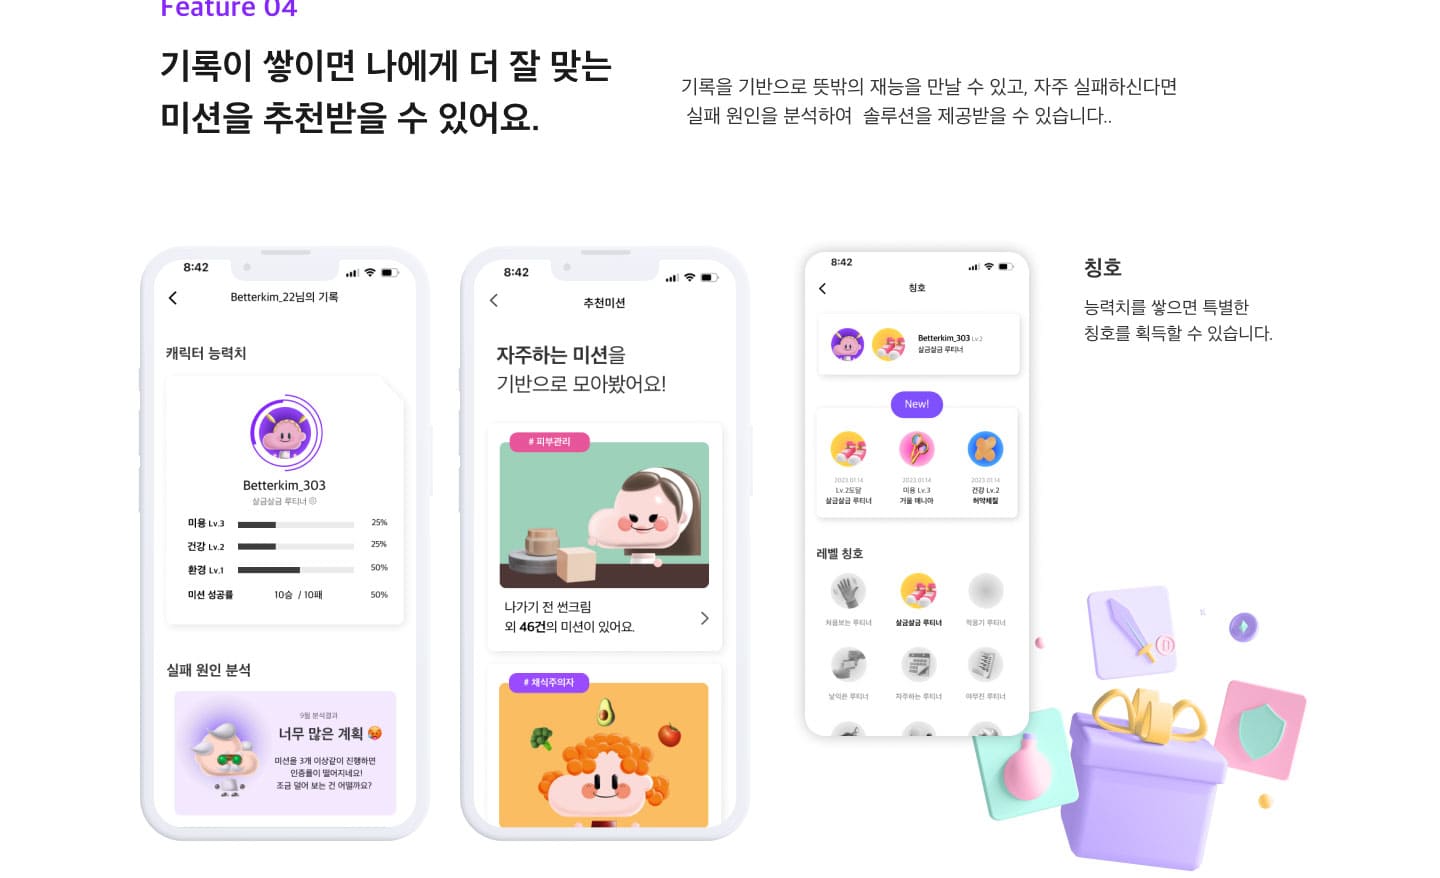 Feature 04
기록이 쌓이면 나에게 더 잘 맞는
미션을 추천받을 수 있어요.
기록을 기반으로 뜻밖의 재능을 만날 수 있고, 자주 실패하신다면
실패 원인을 분석하여  솔루션을 제공받을 수 있습니다..
8:42
Betterkim_22님의 기록
캐릭터 능력치
Betterkim_303
살금살금 루티너
미용 Lv.3 25%
건강 Lv.2 25%
환경 Lv.1 50%
미션 성공률 10승 / 10패 50%
실패 원인 분석
9월 분석결과
너무 많은 계획 🥵
미션을 3개 이상같이 진행하면
인증률이 떨어지네요!
조금 덜어 보는 건 어떨까요?
8:42
추천미션
자주하는 미션을
기반으로 모아봤어요!
# 피부관리
나가기 전 썬크림
외 46건의 미션이 있어요.
# 채식주의자
8:42
칭호
Betterkim_303 Lv.2
살금살금 루티너
New!
2023.01.14 2023.01.14 2023.01.14
Lv.2도달 미용 Lv.3 건강 Lv.2
살금살금 루티너 거울 매니아 허약체질
레벨 칭호
처음보는 루티너 살금살금 루티너 적응기 루티너
낯익은 루티너 자주하는 루티너 야무진 루티너
칭호
능력치를 쌓으면 특별한
칭호를 획득할 수 있습니다.